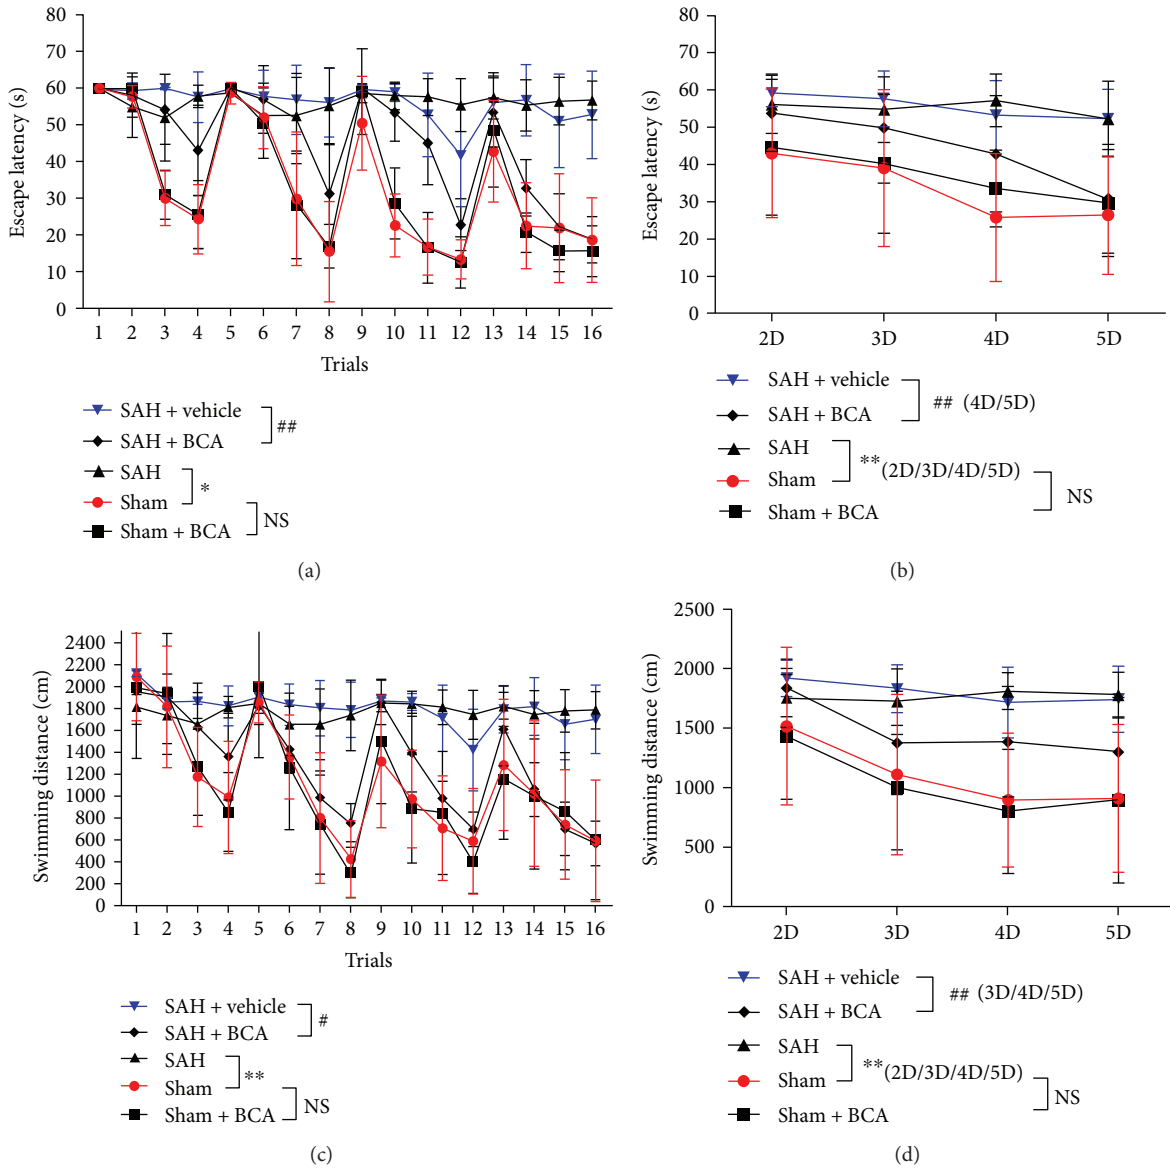 80
70
60
50
40
30
20
10
0
Escape latency (s)
1 2 3 4 5 6 7 8 9 10 11 12 13 14 15 16
Trials
SAH + vehicle
SAH + BCA
##
SAH
Sham
*
Sham + BCA
NS
(a)
80
70
60
50
40
30
20
10
0
Escape latency (s)
2D 3D 4D 5D
SAH + vehicle
SAH + BCA
## (4D/5D)
SAH
Sham
**(2D/3D/4D/5D)
Sham + BCA
NS
(b)
2400
2200
2000
1800
1600
1400
1200
1000
800
600
400
200
0
Swimming distance (cm)
1 2 3 4 5 6 7 8 9 10 11 12 13 14 15 16
Trials
SAH + vehicle
SAH + BCA
#
SAH
Sham
**
Sham + BCA
NS
(c)
2500
2000
1500
1000
500
0
Swimming distance (cm)
2D 3D 4D 5D
SAH + vehicle
SAH + BCA
## (3D/4D/5D)
SAH
Sham
**(2D/3D/4D/5D)
Sham + BCA
NS
(d)